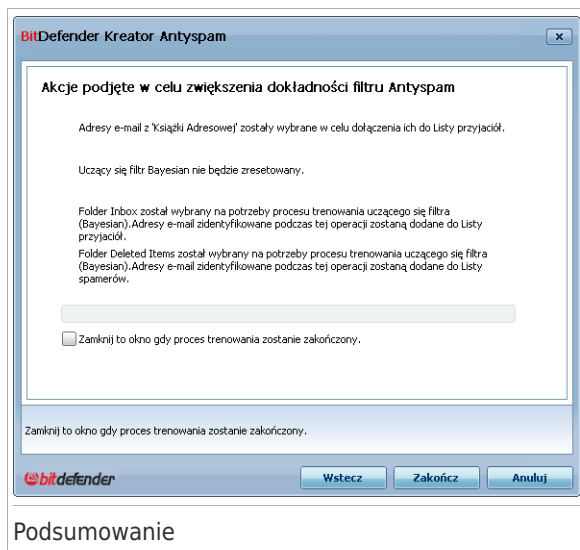 BitDefender Kreator Antyspam
Akcje podjęte w celu zwiększenia dokładności filtru Antyspam
Adresy e-mail z 'Książki Adresowej' zostały wybrane w celu dołączenia ich do Listy przyjaciół.
Uczący się filtr Bayesian nie będzie zresetowany.
Folder Inbox został wybrany na potrzeby procesu trenowania uczącego się filtra
(Bayesian).Adresy e-mail zidentyfikowane podczas tej operacji zostaną dodane do Listy
przyjaciół.
Folder Deleted Items został wybrany na potrzeby procesu trenowania uczącego się filtra
(Bayesian).Adresy e-mail zidentyfikowane podczas tej operacji zostaną dodane do Listy
spamerów.
Zamknij to okno gdy proces trenowania zostanie zakończony.
Zamknij to okno gdy proces trenowania zostanie zakończony.
bitdefender
Wstecz
Zakończ
Anuluj
Podsumowanie